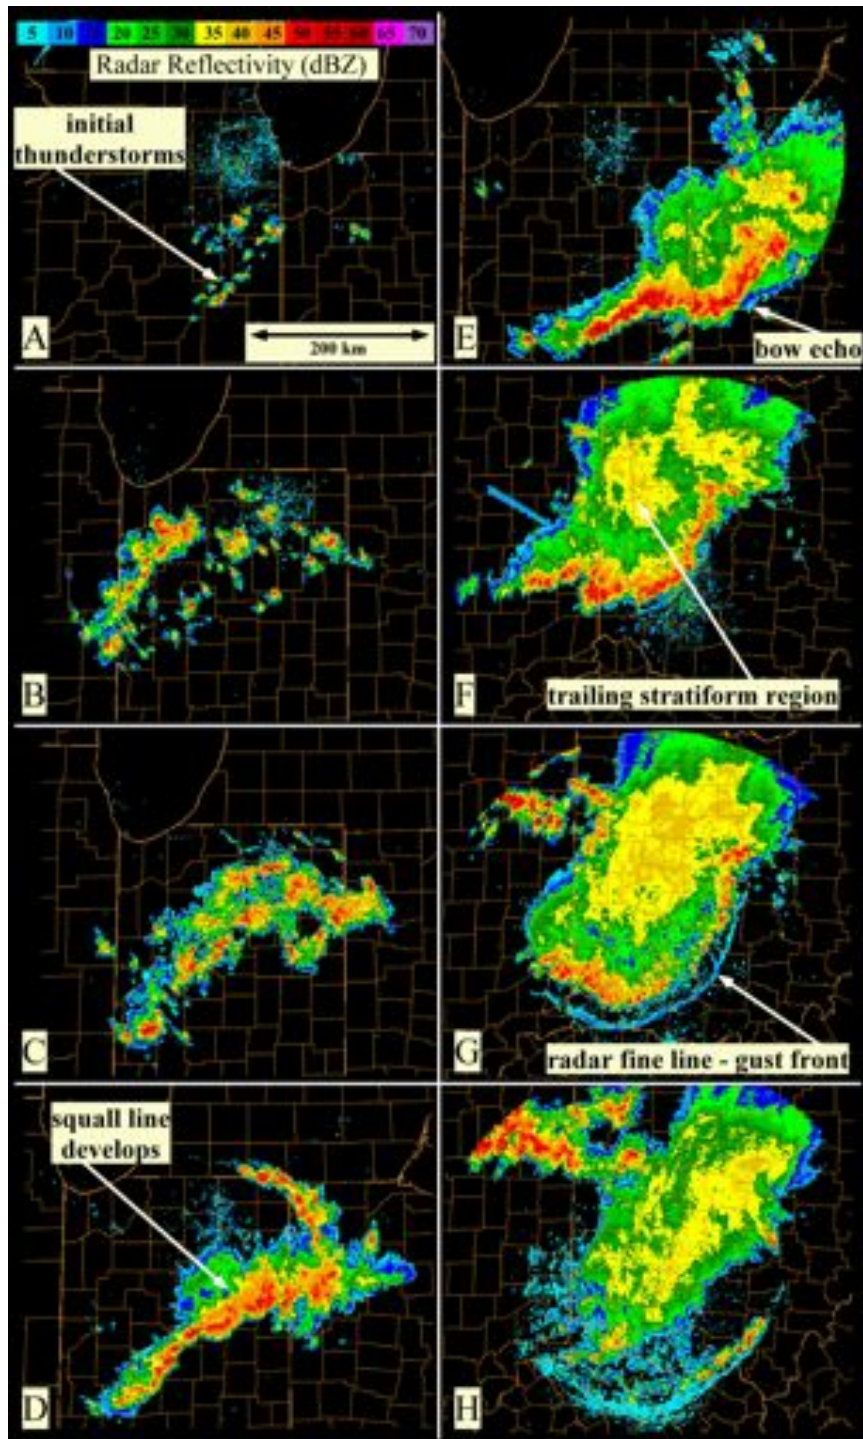 5 10 15 20 25 30 35 40 45 50 55 60 65 70
Radar Reflectivity (dBZ)
initial
thunderstorms
A
200 km
B
C
squall line
develops
D
E
bow echo
F
trailing stratiform region
G
radar fine line - gust front
H